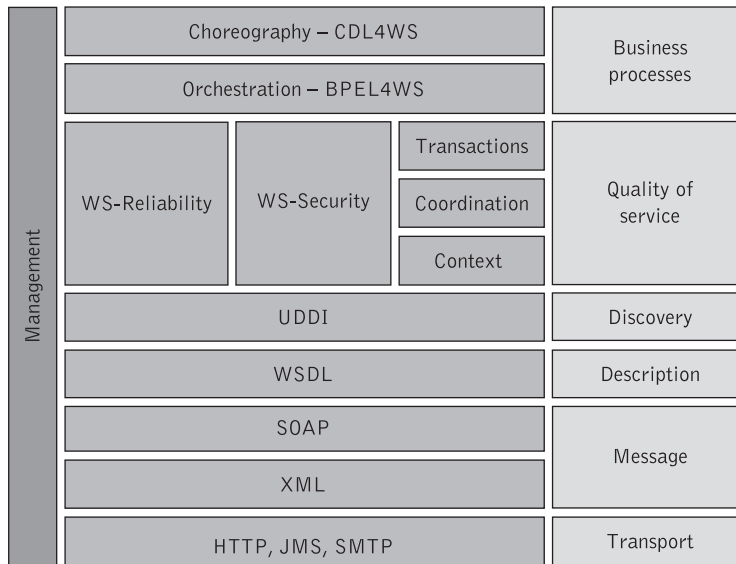 Management
Choreography – CDL4WS
Business
processes
Orchestration – BPEL4WS
WS-Reliability
WS-Security
Transactions
Coordination
Context
Quality of
service
UDDI
Discovery
WSDL
Description
SOAP
XML
Message
HTTP, JMS, SMTP
Transport